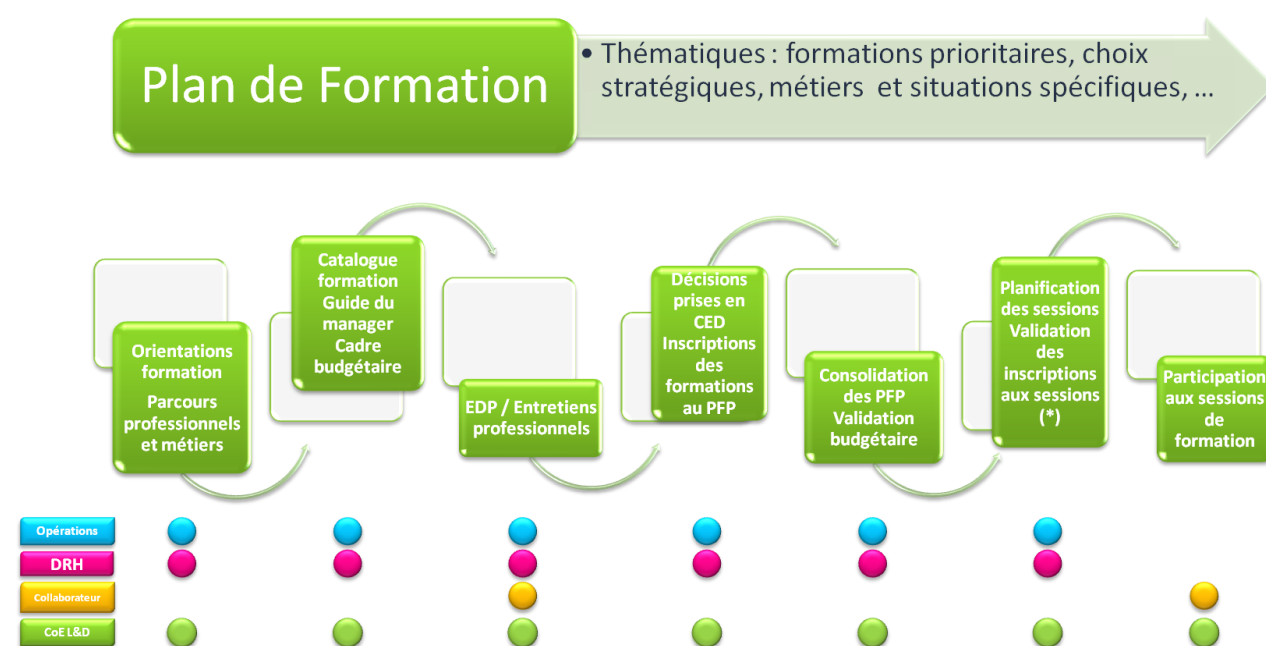 Plan de Formation
• Thématiques : formations prioritaires, choix
stratégiques, métiers et situations spécifiques, ...
Orientations
formation
Parcours
professionnels
et métiers
Catalogue
formation
Guide du
manager
Cadre
budgétaire
EDP / Entretiens
professionnels
Décisions
prises en
CED
Inscriptions
des
formations
au PFP
Consolidation
des PFP
Validation
budgétaire
Planification
des sessions
Validation
des
inscriptions
aux sessions
(*)
Participation
aux sessions
de
formation
Opérations
DRH
Collaborateur
CoE L&D